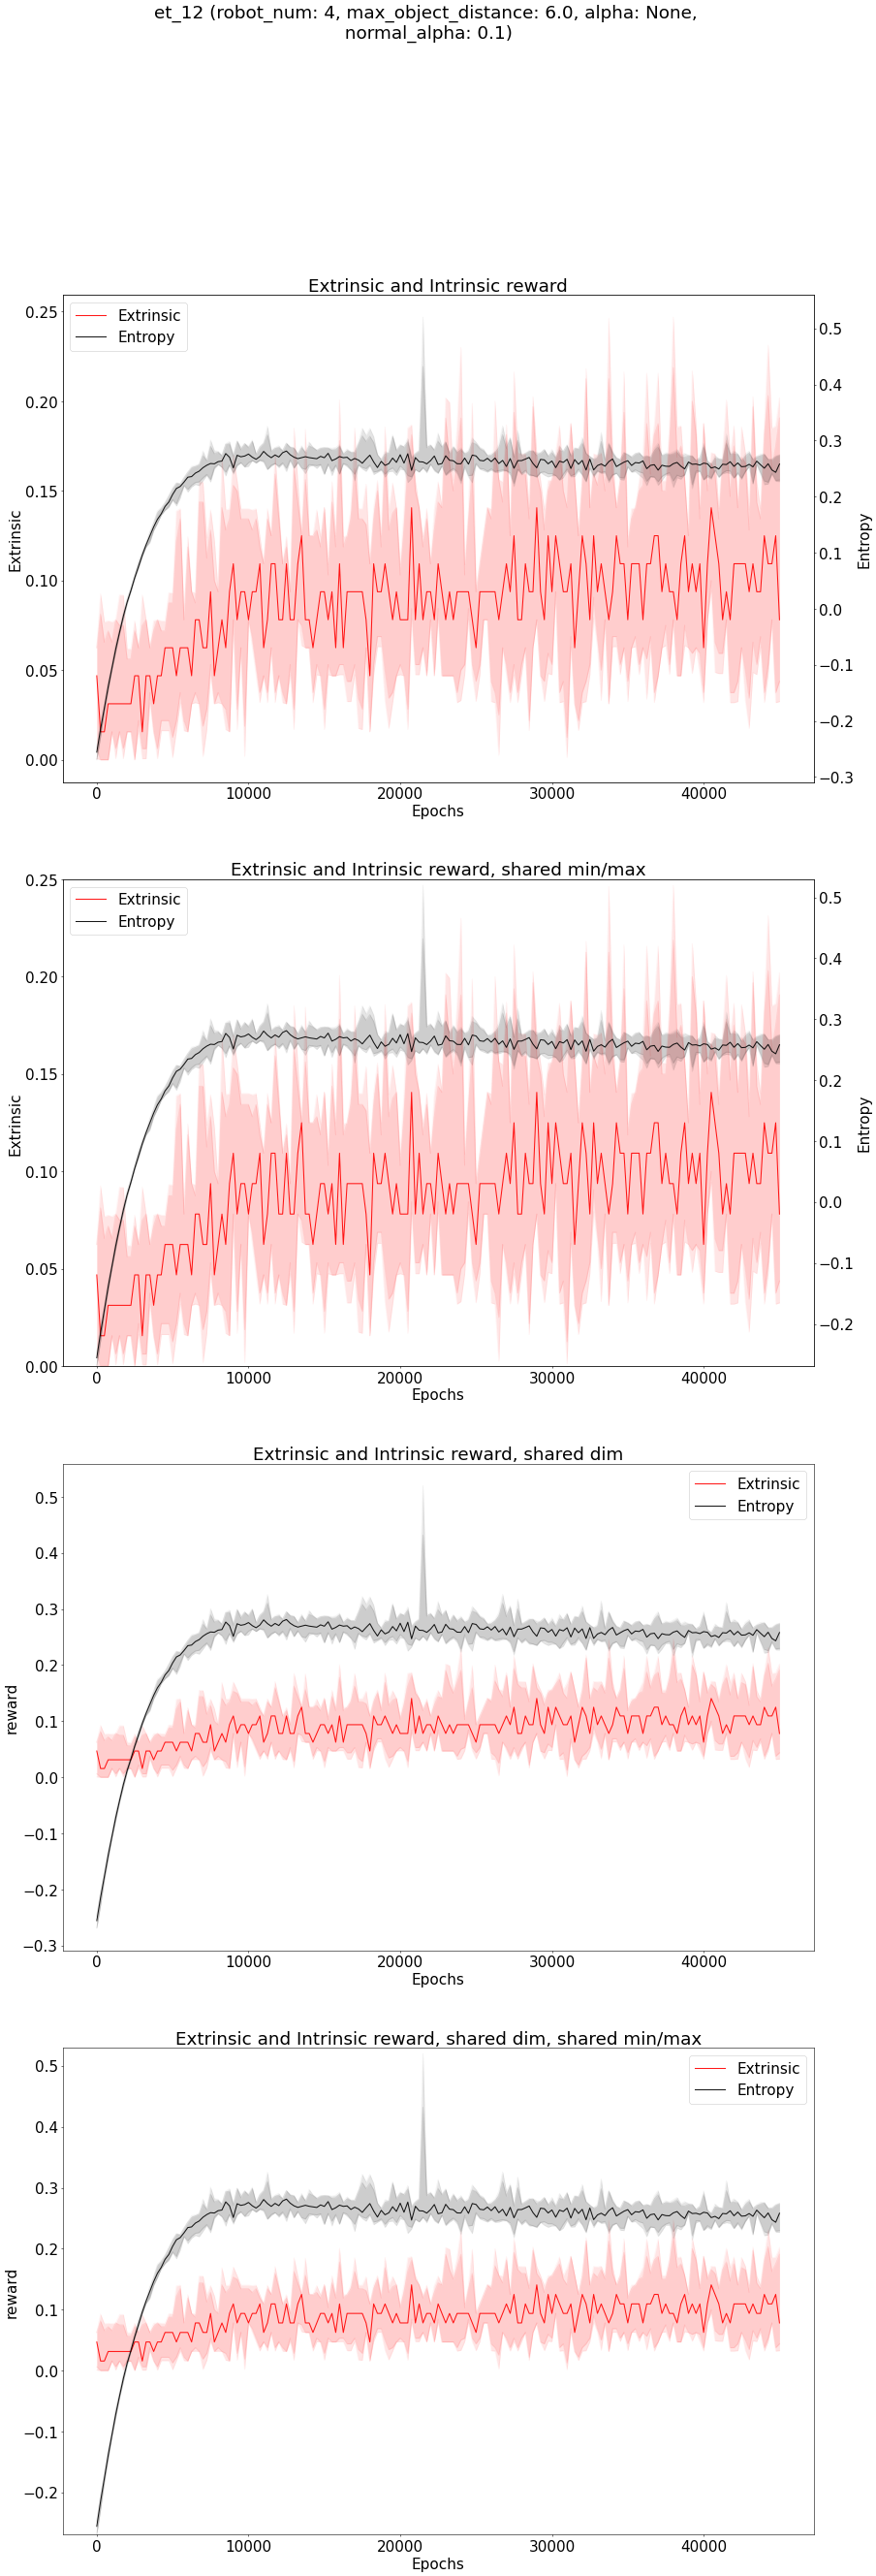 et_12 (robot_num: 4, max_object_distance: 6.0, alpha: None,
normal_alpha: 0.1)
Extrinsic and Intrinsic reward
Extrinsic
Entropy
0.25
0.20
0.15
0.10
0.05
0.00
Extrinsic
0.5
0.4
0.3
0.2
0.1
0.0
−0.1
−0.2
−0.3
Entropy
0 10000 20000 30000 40000
Epochs
Extrinsic and Intrinsic reward, shared min/max
Extrinsic
Entropy
0.25
0.20
0.15
0.10
0.05
0.00
Extrinsic
0.5
0.4
0.3
0.2
0.1
0.0
−0.1
−0.2
Entropy
0 10000 20000 30000 40000
Epochs
Extrinsic and Intrinsic reward, shared dim
Extrinsic
Entropy
0.5
0.4
0.3
0.2
0.1
0.0
−0.1
−0.2
−0.3
reward
0 10000 20000 30000 40000
Epochs
Extrinsic and Intrinsic reward, shared dim, shared min/max
Extrinsic
Entropy
0.5
0.4
0.3
0.2
0.1
0.0
−0.1
−0.2
reward
0 10000 20000 30000 40000
Epochs